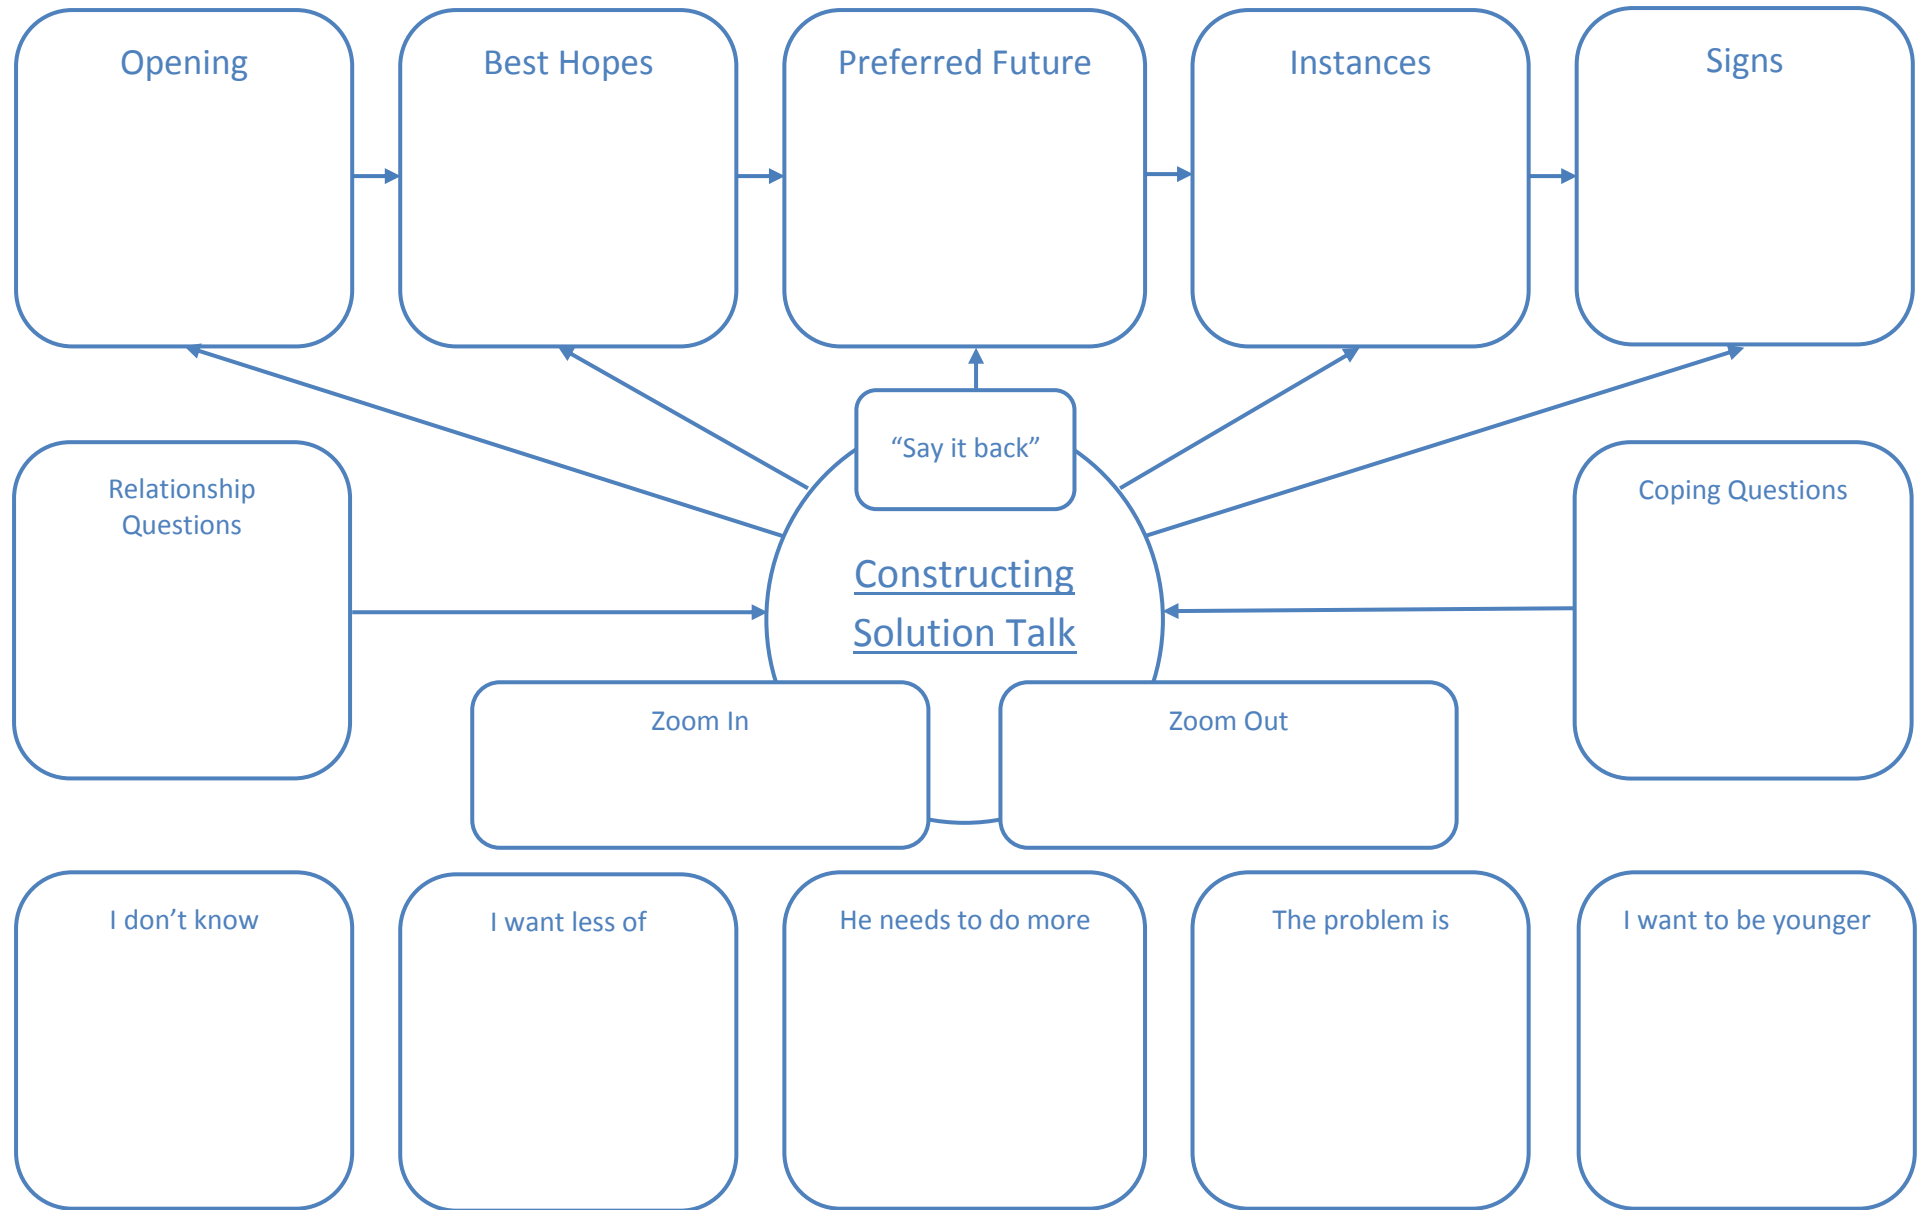 Opening
Best Hopes
Preferred Future
Instances
Signs
“Say it back”
Relationship
Questions
Coping Questions
Constructing
Solution Talk
Zoom In
Zoom Out
I don’t know
I want less of
He needs to do more
The problem is
I want to be younger